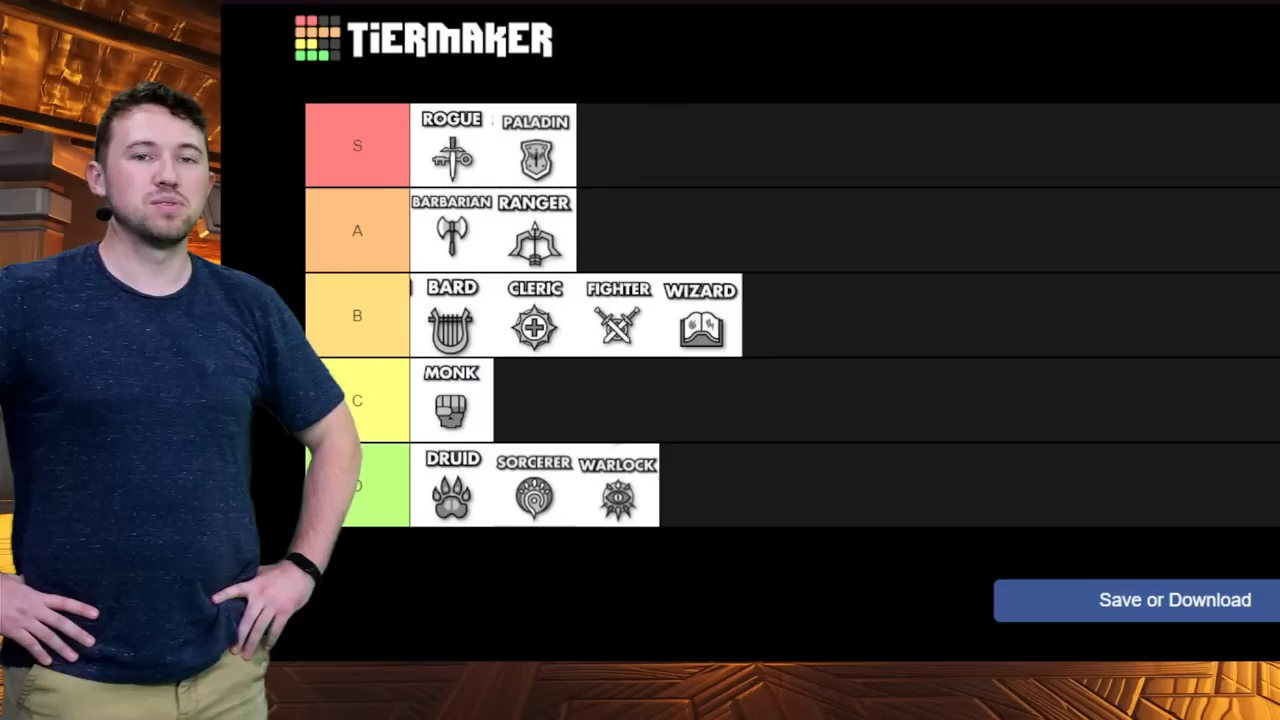 TiERMAKER
S
ROGUE
PALADIN
A
BARBARIAN
RANGER
B
BARD
CLERIC
FIGHTER
WIZARD
C
MONK
D
DRUID
SORCERER
WARLOCK
Save or Download